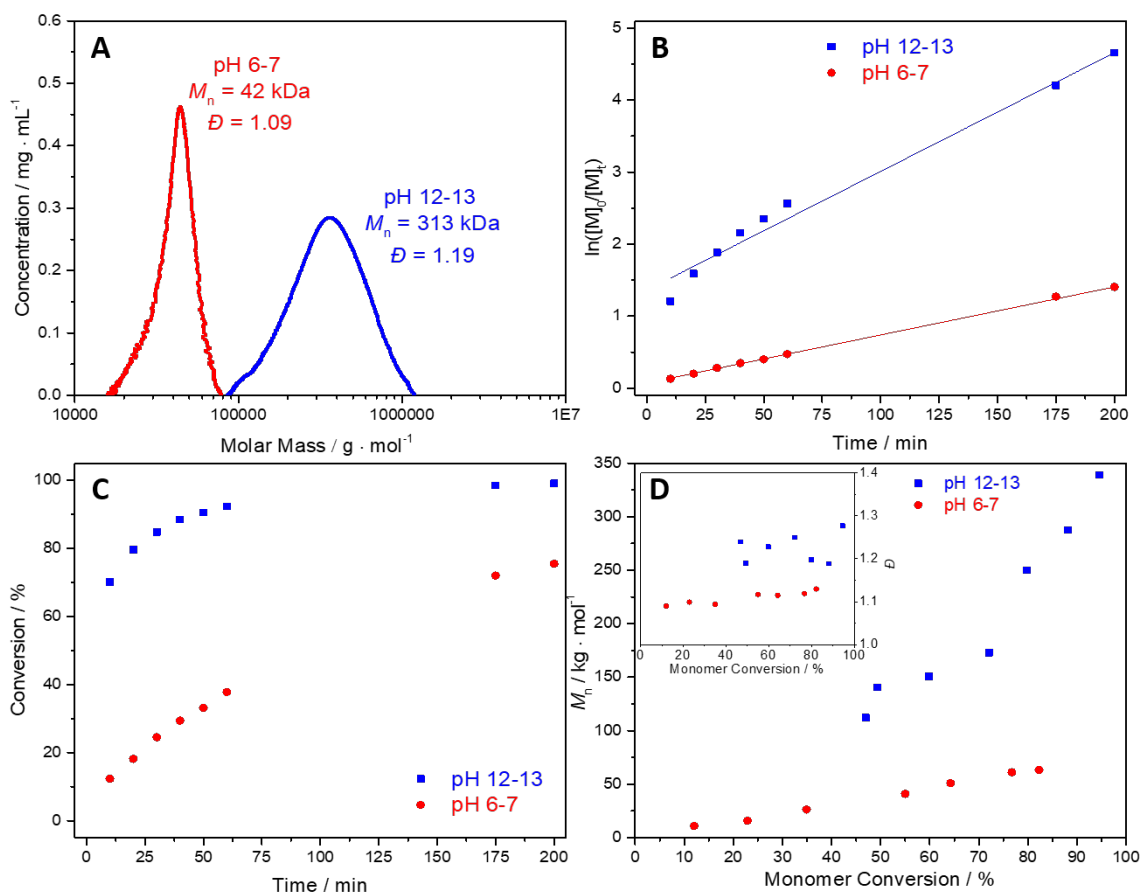 A
pH 6-7
Mn = 42 kDa
Đ = 1.09
pH 12-13
Mn = 313 kDa
Đ = 1.19
0.6
0.5
0.4
0.3
0.2
0.1
0.0
Concentration / mg · mL⁻¹
10000
100000
1000000
1E7
Molar Mass / g · mol⁻¹
B
pH 12-13
pH 6-7
5
4
3
2
1
0
ln([M]₀/[M]ₜ)
0
25
50
75
100
125
150
175
200
Time / min
C
100
80
60
40
20
0
Conversion / %
pH 12-13
pH 6-7
0
25
50
75
100
125
150
175
200
Time / min
D
pH 12-13
pH 6-7
350
300
250
200
150
100
50
0
Mn / kg · mol⁻¹
1.4
1.3
1.2
1.1
1.0
Đ
0
20
40
60
80
100
Monomer Conversion / %
0
10
20
30
40
50
60
70
80
90
100
Monomer Conversion / %